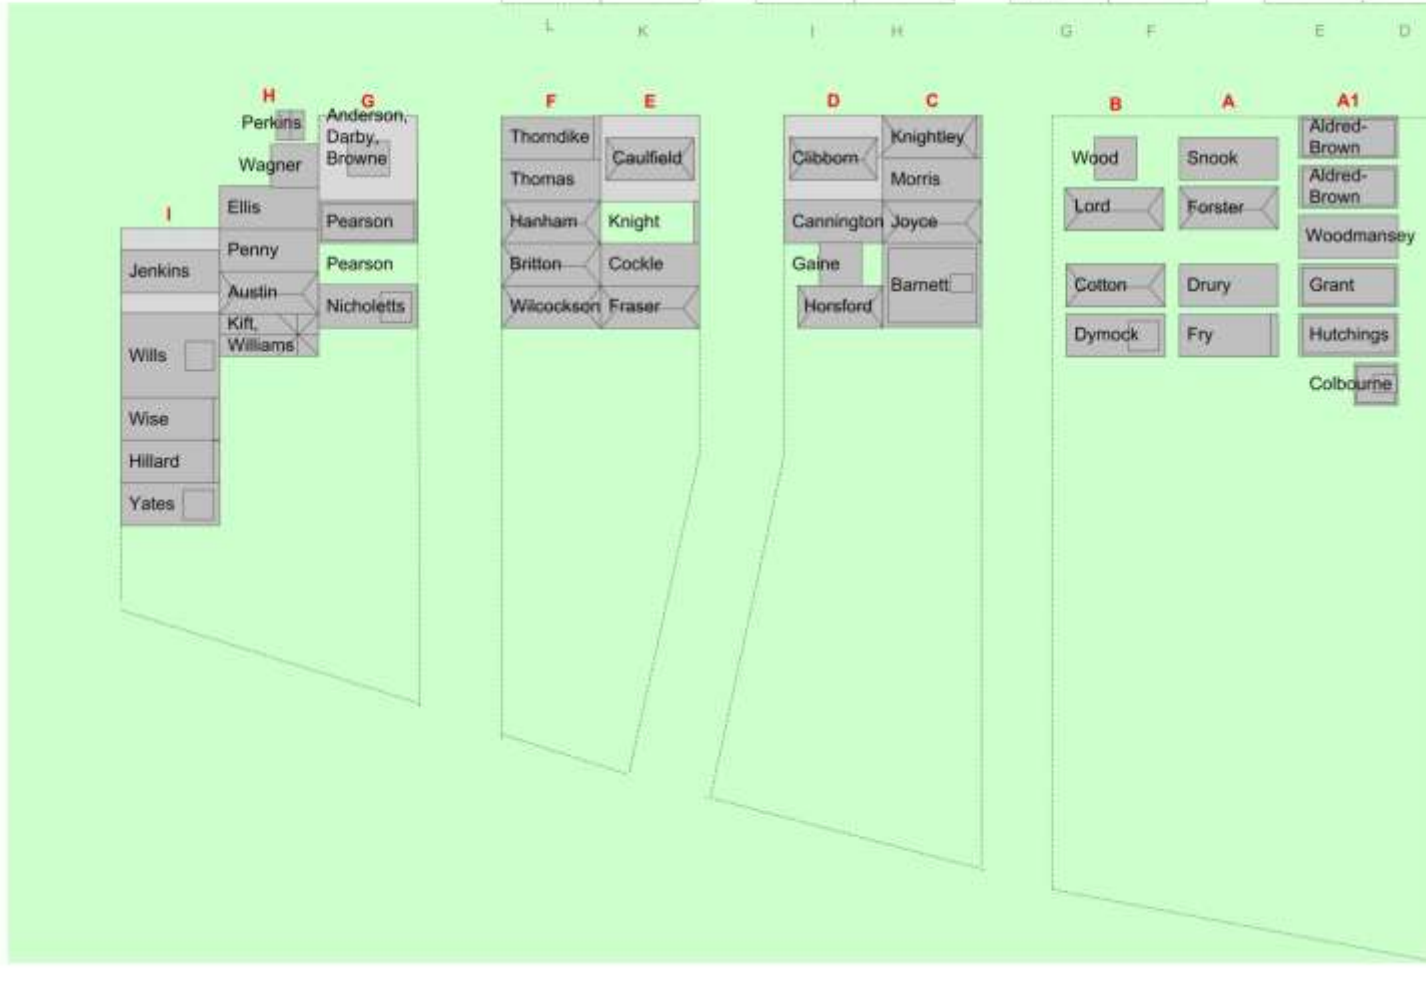 L K I H G F E D
H G F E D C B A A1
I
Perkins
Wagner
Ellis
Penny
Austin
Kift,
Williams
Anderson,
Darby,
Browne
Pearson
Pearson
Nicholetts
Jenkins
Wills
Wise
Hillard
Yates
Thorndike
Thomas
Hanham
Britton
Wilcockson
Caulfield
Knight
Cockle
Fraser
Clibborn
Cannington
Gaine
Horsford
Knightley
Morris
Joyce
Barnett
Wood
Lord
Cotton
Dymock
Snook
Forster
Drury
Fry
Aldred-
Brown
Aldred-
Brown
Woodmansey
Grant
Hutchings
Colbourne